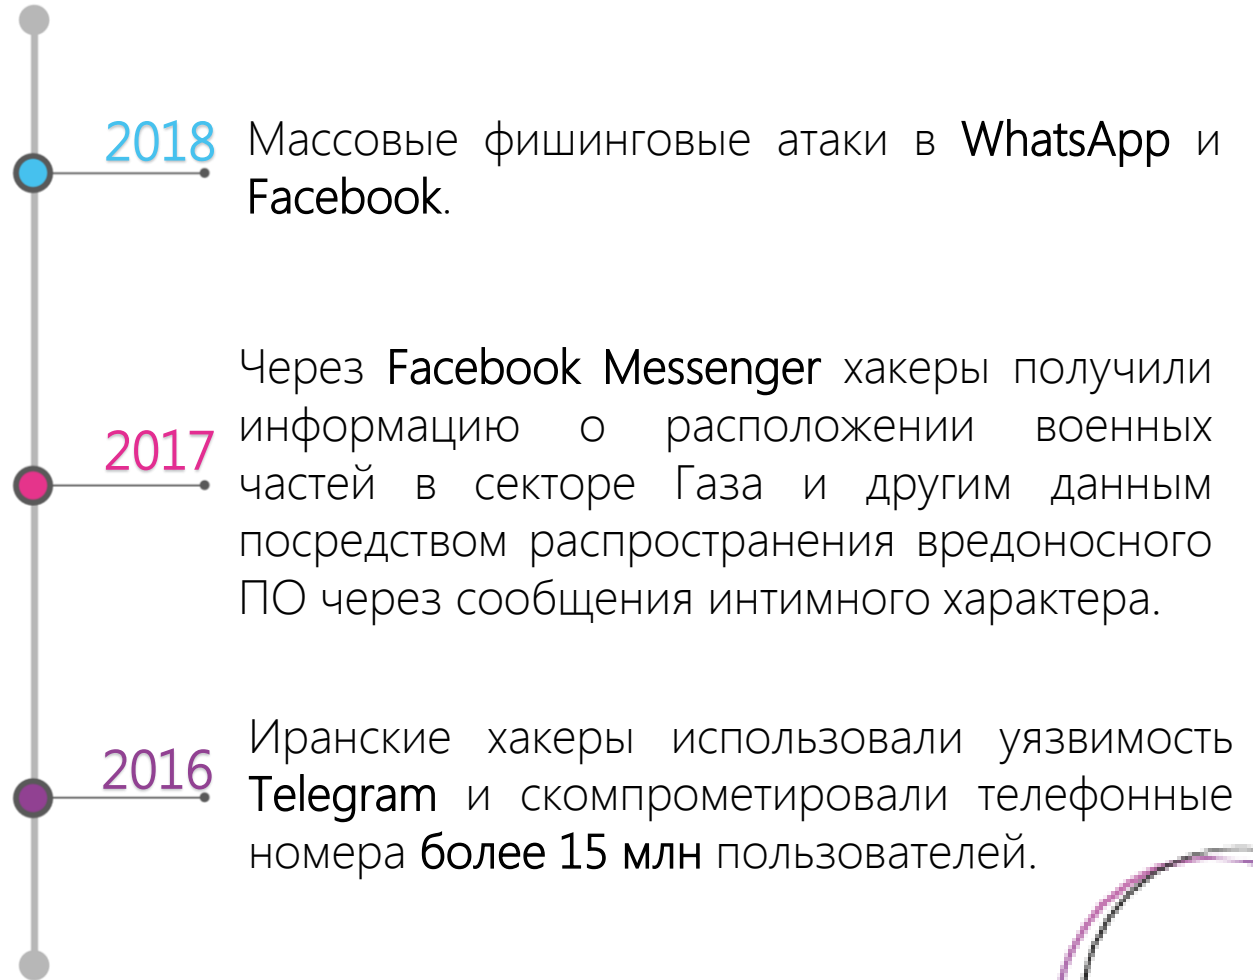 2018
Массовые фишинговые атаки в WhatsApp и
Facebook.
2017
Через Facebook Messenger хакеры получили
информацию о расположении военных
частей в секторе Газа и другим данным
посредством распространения вредоносного
ПО через сообщения интимного характера.
2016
Иранские хакеры использовали уязвимость
Telegram и скомпрометировали телефонные
номера более 15 млн пользователей.